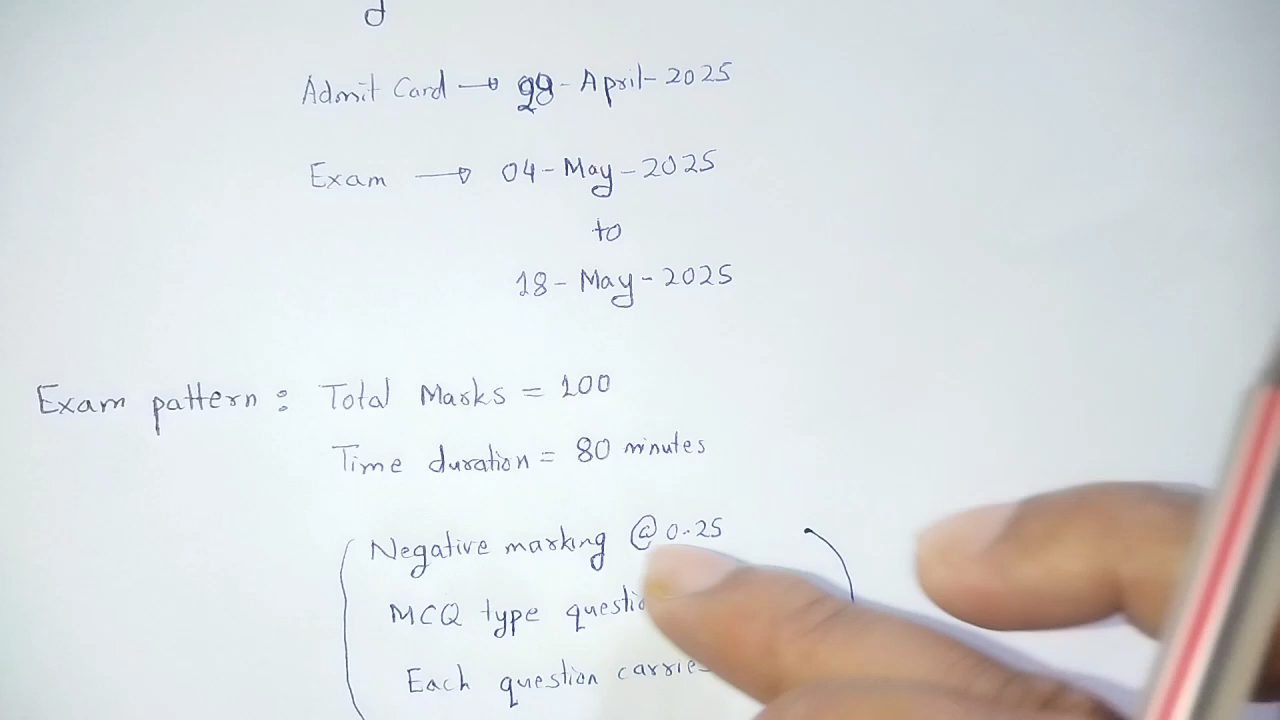 Admit Card → - April - 2025
Exam → 04 - May - 2025
to
18 - May - 2025
Exam pattern : Total Marks = 100
Time duration = 80 minutes
Negative marking @ 0.25
MCQ type
Each question